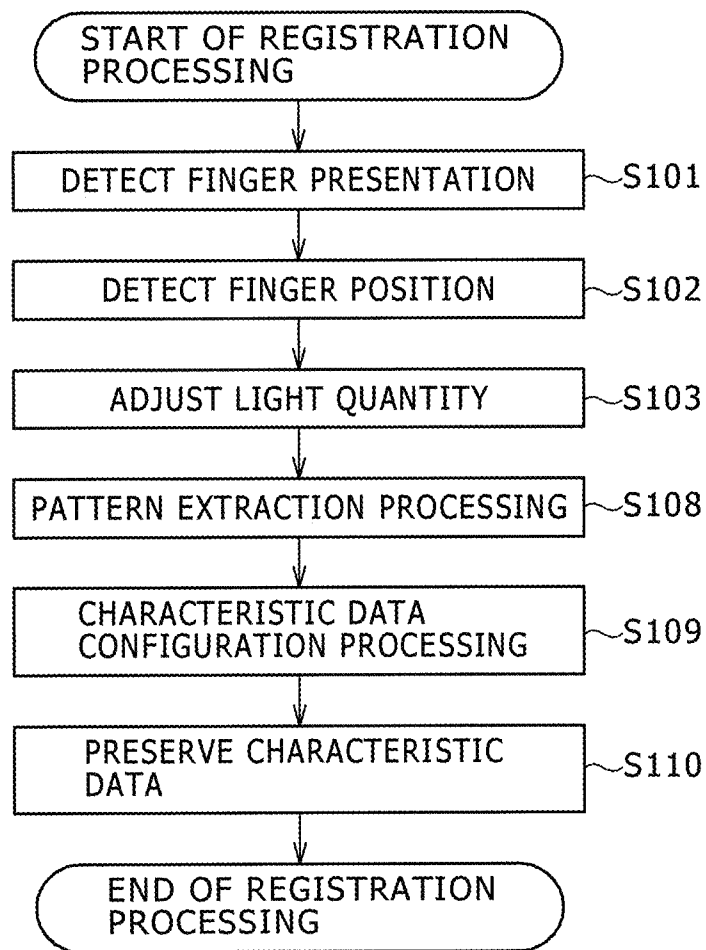 START OF REGISTRATION
PROCESSING
DETECT FINGER PRESENTATION
S101
DETECT FINGER POSITION
S102
ADJUST LIGHT QUANTITY
S103
PATTERN EXTRACTION PROCESSING
S108
CHARACTERISTIC DATA
CONFIGURATION PROCESSING
S109
PRESERVE CHARACTERISTIC
DATA
S110
END OF REGISTRATION
PROCESSING